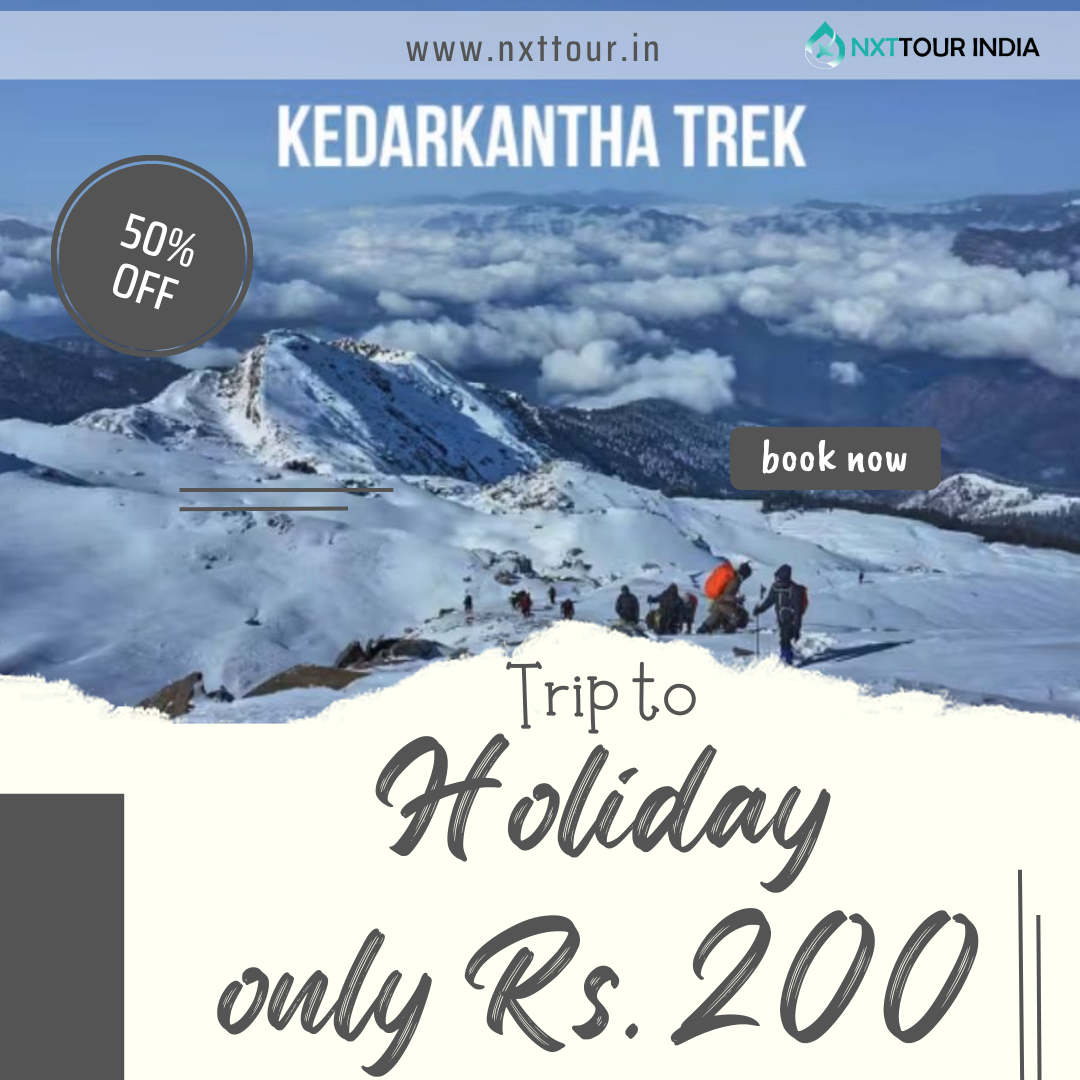 www.nxttour.in
NXTTOUR INDIA
KEDARKANTHA TREK
50%
OFF
book now
Trip to
Holiday
only Rs. 200